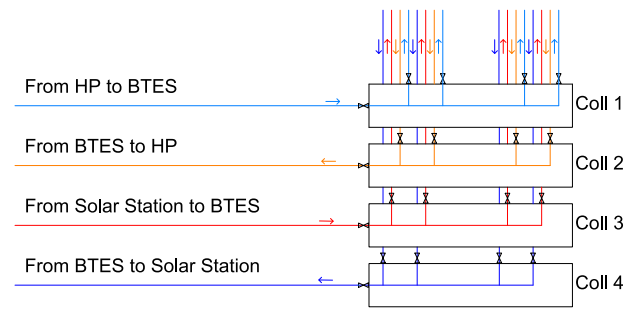 From HP to BTES
Coll 1
From BTES to HP
Coll 2
From Solar Station to BTES
Coll 3
From BTES to Solar Station
Coll 4